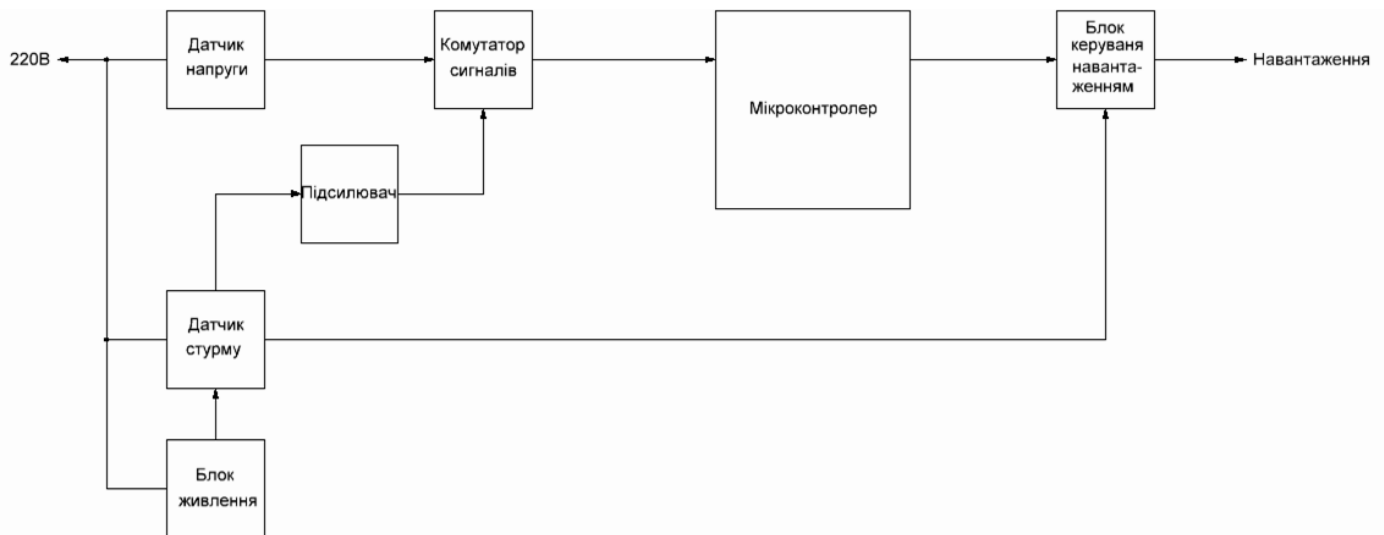 220В
Датчик
напруги
Комутатор
сигналів
Мікроконтролер
Блок
керуваня
наванта-
женням
Навантаження
Підсилювач
Датчик
стурму
Блок
живлення